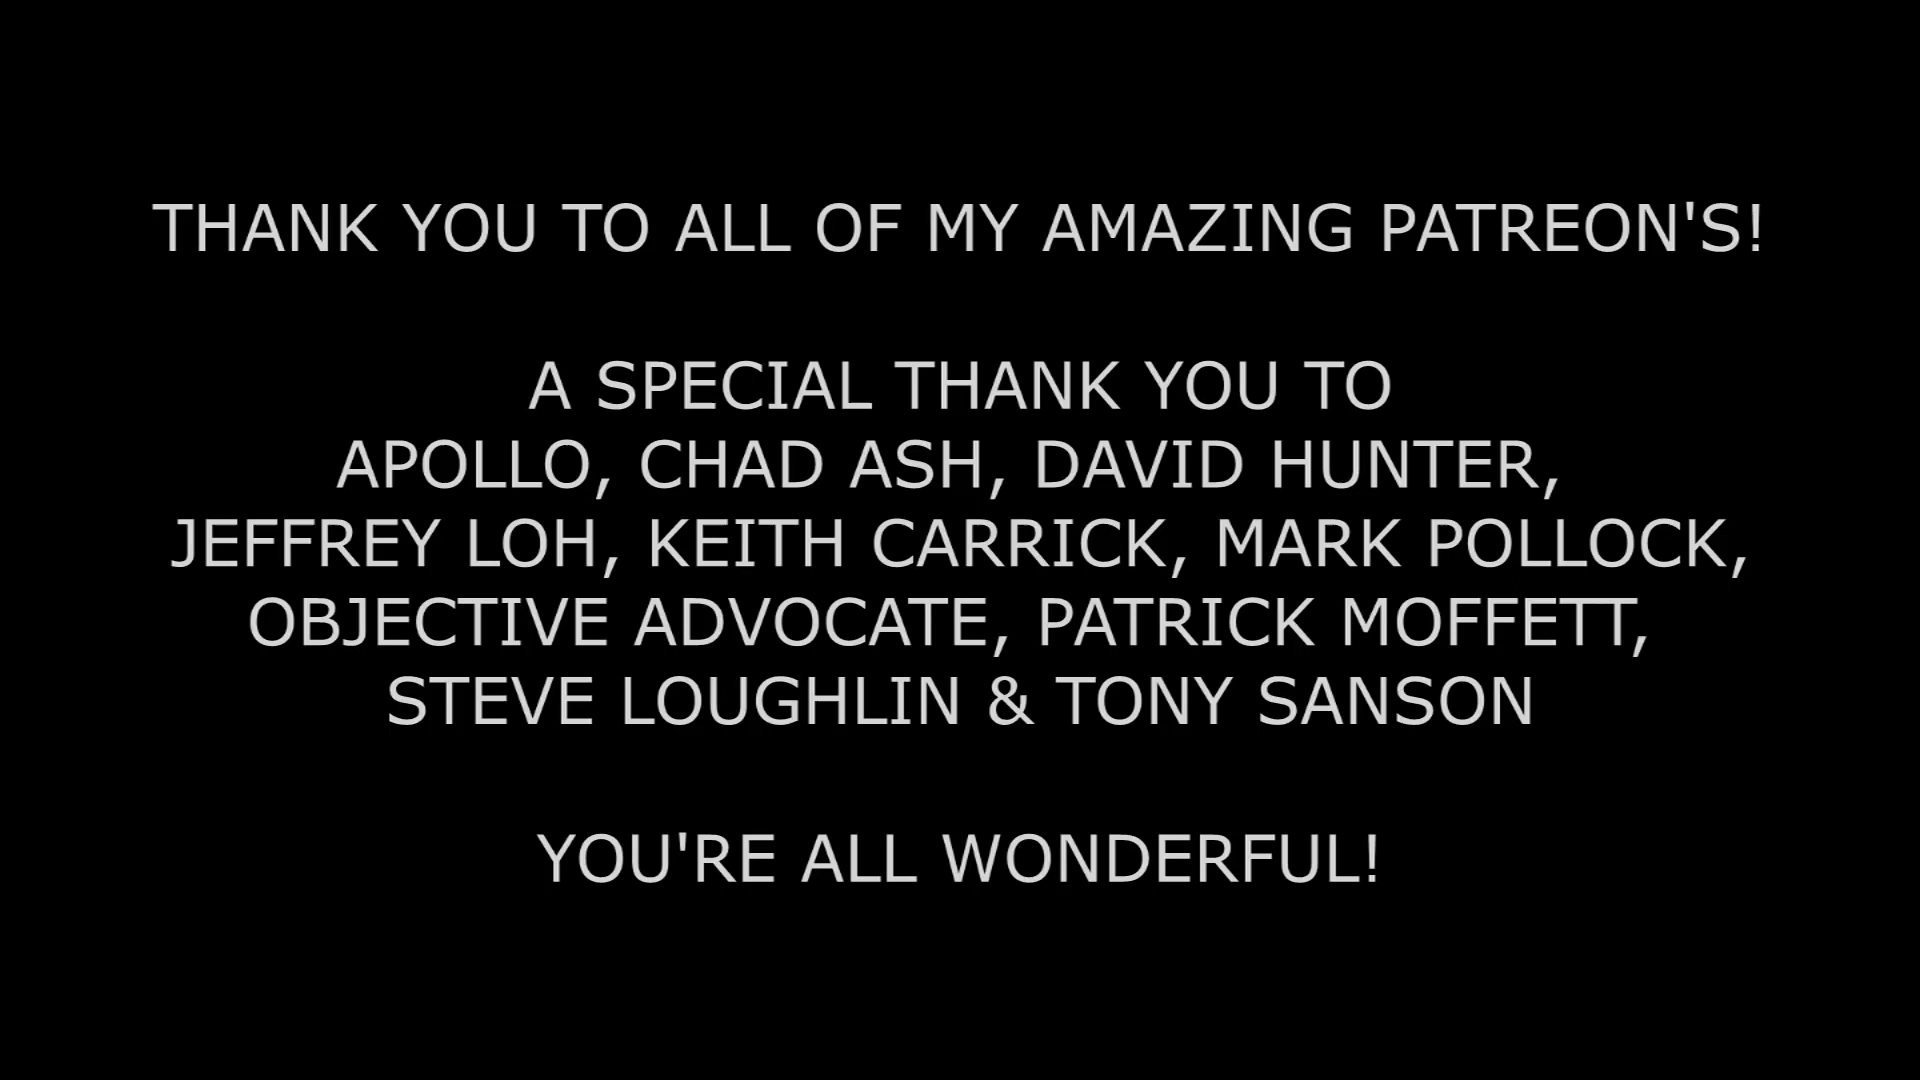 THANK YOU TO ALL OF MY AMAZING PATREON'S!
A SPECIAL THANK YOU TO
APOLLO, CHAD ASH, DAVID HUNTER,
JEFFREY LOH, KEITH CARRICK, MARK POLLOCK,
OBJECTIVE ADVOCATE, PATRICK MOFFETT,
STEVE LOUGHLIN & TONY SANSON
YOU'RE ALL WONDERFUL!